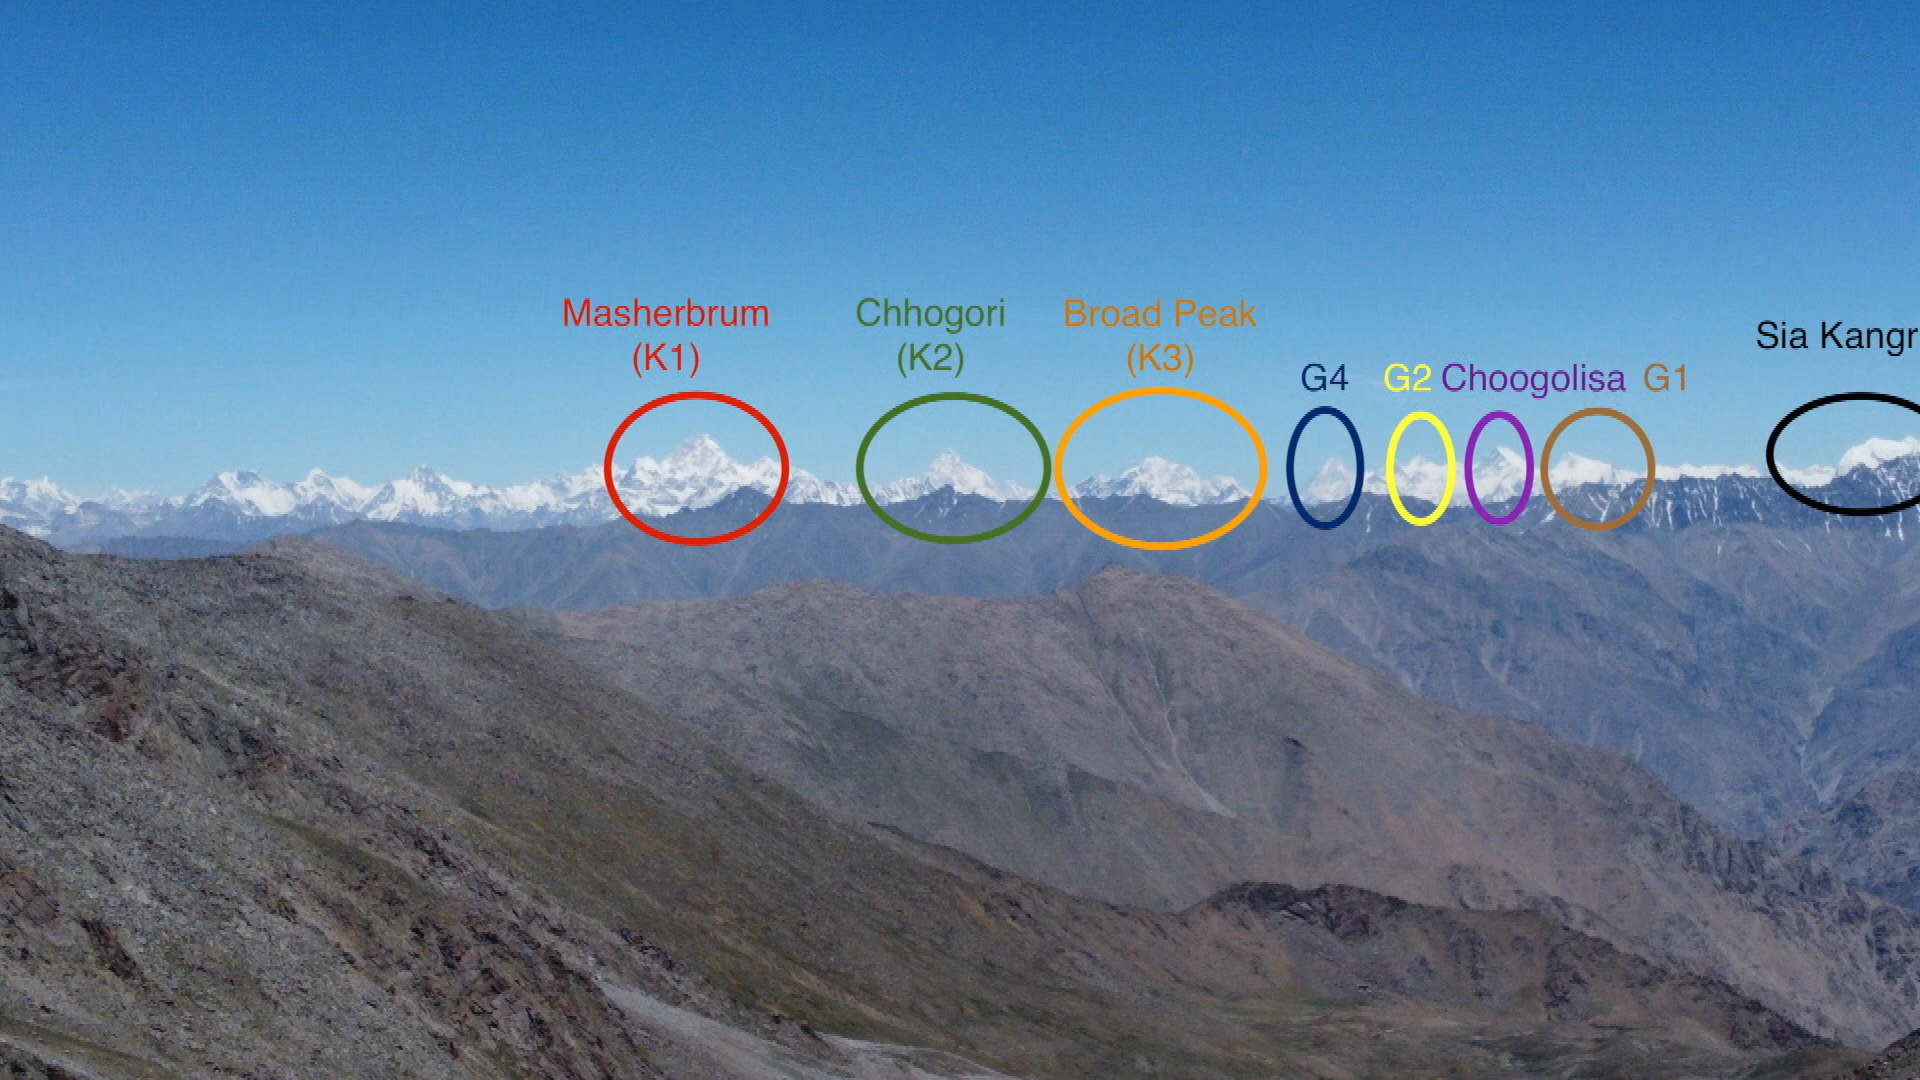 Masherbrum
(K1)
Chhogori
(K2)
Broad Peak
(K3)
G4
G2
Choogolisa
G1
Sia Kangr